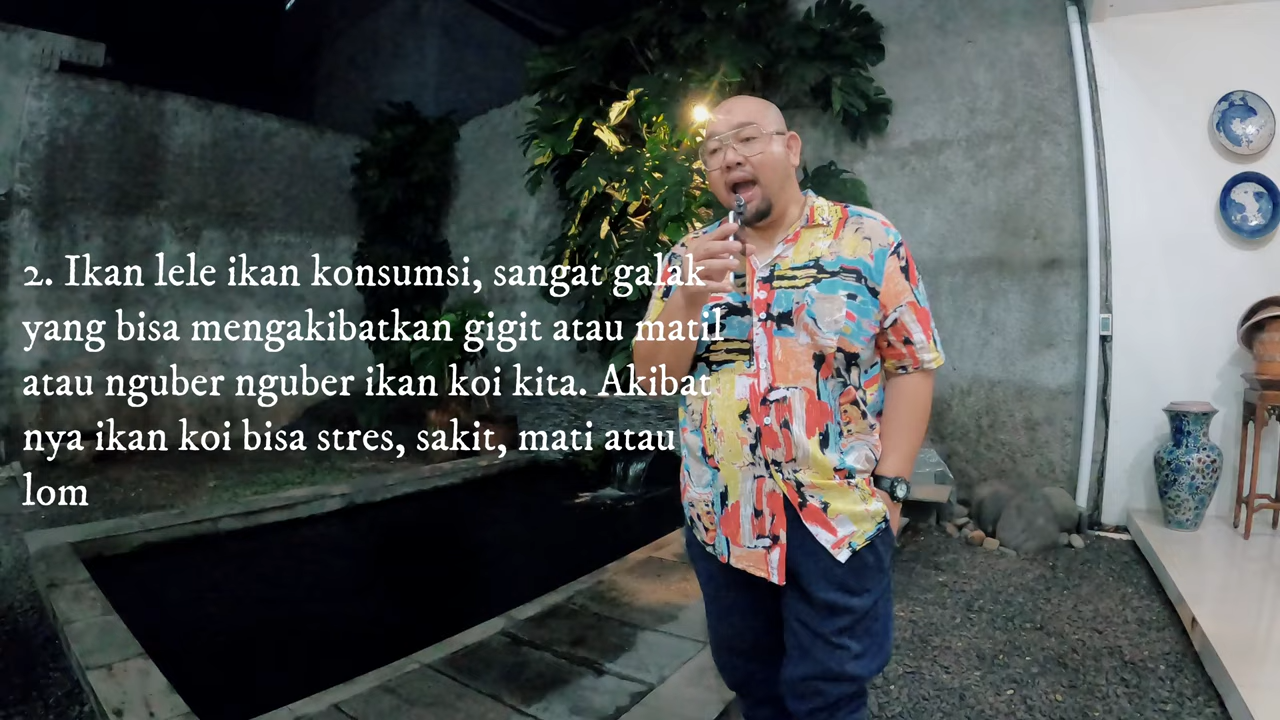 2. Ikan lele ikan konsumsi, sangat galak
yang bisa mengakibatkan gigit atau matil
atau nguber nguber ikan koi kita. Akibat
nya ikan koi bisa stres, sakit, mati atau
lom